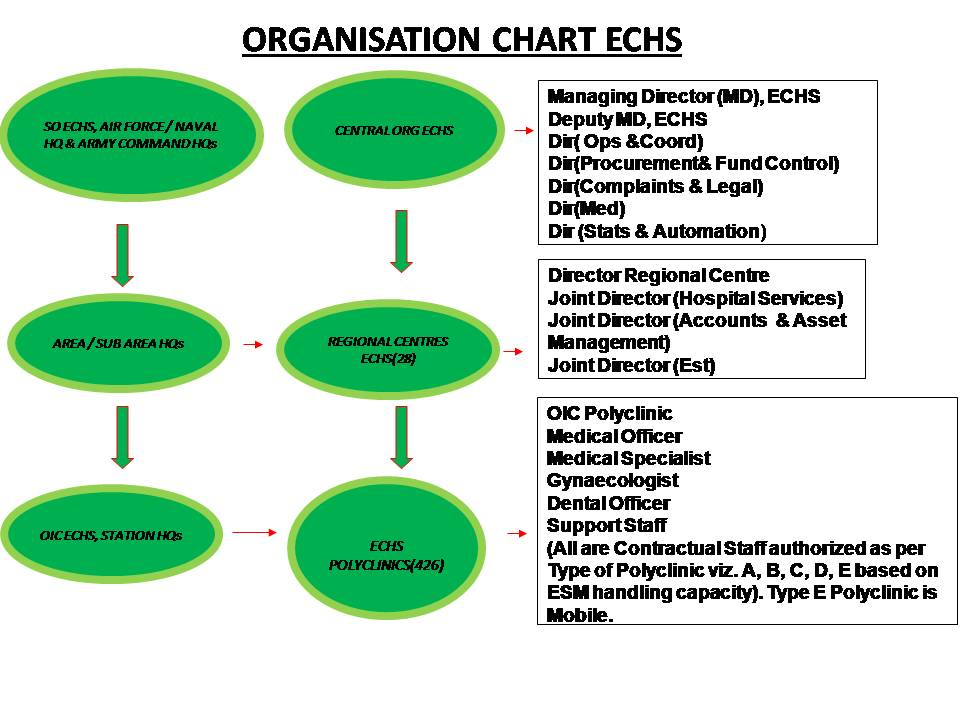 ORGANISATION CHART ECHS
SO ECHS, AIR FORCE / NAVAL
HQ & ARMY COMMAND HQs
CENTRAL ORG ECHS
Managing Director (MD), ECHS
Deputy MD, ECHS
Dir( Ops &Coord)
Dir(Procurement& Fund Control)
Dir(Complaints & Legal)
Dir(Med)
Dir (Stats & Automation)
AREA / SUB AREA HQs
REGIONAL CENTRES
ECHS(28)
Director Regional Centre
Joint Director (Hospital Services)
Joint Director (Accounts & Asset
Management)
Joint Director (Est)
OIC ECHS, STATION HQs
ECHS
POLYCLINICS(426)
OIC Polyclinic
Medical Officer
Medical Specialist
Gynaecologist
Dental Officer
Support Staff
(All are Contractual Staff authorized as per
Type of Polyclinic viz. A, B, C, D, E based on
ESM handling capacity). Type E Polyclinic is
Mobile.